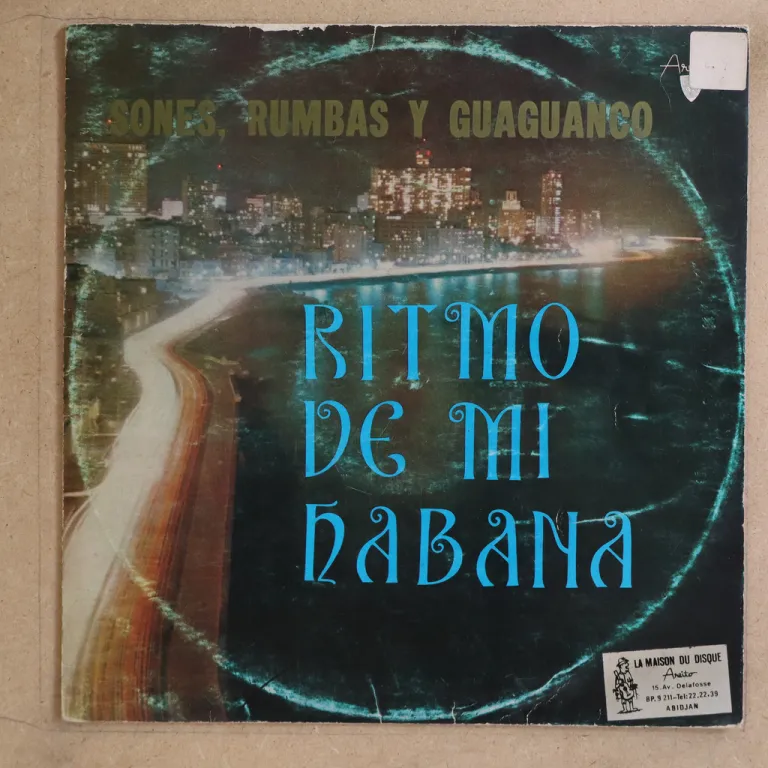 SONES, RUMBAS Y GUAGUANCO
RITMO
DE MI
HABANA
LA MAISON DU DISQUE
Areito
15 Av. Delafosse
BP. 9 211-Tel: 22.22-39
ABIDJAN